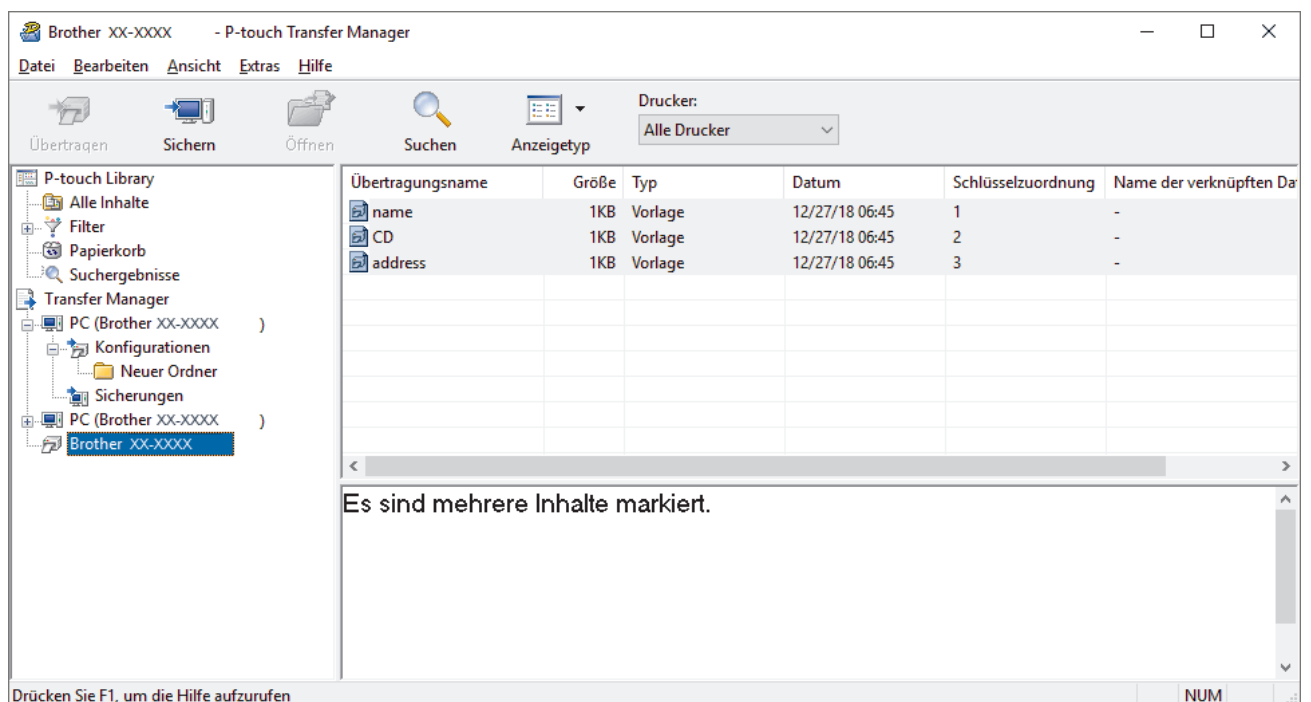 Brother XX-XXXX - P-touch Transfer Manager
Datei Bearbeiten Ansicht Extras Hilfe
Übertragen Sichern Öffnen Suchen Anzeigetyp
Drucker:
Alle Drucker
P-touch Library
Alle Inhalte
Filter
Papierkorb
Suchergebnisse
Transfer Manager
PC (Brother XX-XXXX )
Konfigurationen
Neuer Ordner
Sicherungen
PC (Brother XX-XXXX )
Brother XX-XXXX
Übertragungsname Größe Typ Datum Schlüsselzuordnung Name der verknüpften Da
name 1KB Vorlage 12/27/18 06:45 1 -
CD 1KB Vorlage 12/27/18 06:45 2 -
address 1KB Vorlage 12/27/18 06:45 3 -
Es sind mehrere Inhalte markiert.
Drücken Sie F1, um die Hilfe aufzurufen
NUM